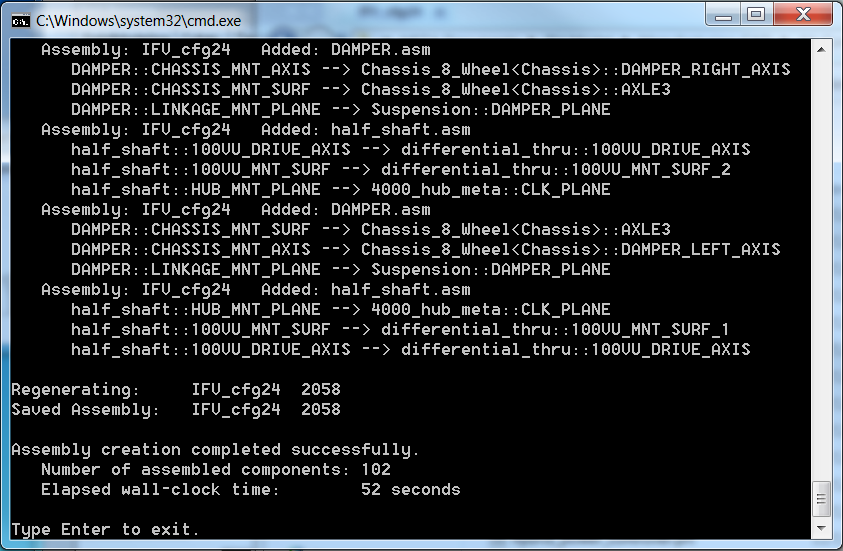 C:\Windows\system32\cmd.exe
Assembly: IFV_cfg24 Added: DAMPER.asm
DAMPER::CHASSIS_MNT_AXIS --> Chassis_8_Wheel<Chassis>::DAMPER_RIGHT_AXIS
DAMPER::CHASSIS_MNT_SURF --> Chassis_8_Wheel<Chassis>::AXLE3
DAMPER::LINKAGE_MNT_PLANE --> Suspension::DAMPER_PLANE
Assembly: IFV_cfg24 Added: half_shaft.asm
half_shaft::100VU_DRIVE_AXIS --> differential_thru::100VU_DRIVE_AXIS
half_shaft::100VU_MNT_SURF --> differential_thru::100VU_MNT_SURF_2
half_shaft::HUB_MNT_PLANE --> 4000_hub_meta::CLK_PLANE
Assembly: IFV_cfg24 Added: DAMPER.asm
DAMPER::CHASSIS_MNT_SURF --> Chassis_8_Wheel<Chassis>::AXLE3
DAMPER::CHASSIS_MNT_AXIS --> Chassis_8_Wheel<Chassis>::DAMPER_LEFT_AXIS
DAMPER::LINKAGE_MNT_PLANE --> Suspension::DAMPER_PLANE
Assembly: IFV_cfg24 Added: half_shaft.asm
half_shaft::HUB_MNT_PLANE --> 4000_hub_meta::CLK_PLANE
half_shaft::100VU_MNT_SURF --> differential_thru::100VU_MNT_SURF_1
half_shaft::100VU_DRIVE_AXIS --> differential_thru::100VU_DRIVE_AXIS
Regenerating: IFV_cfg24 2058
Saved Assembly: IFV_cfg24 2058
Assembly creation completed successfully.
Number of assembled components: 102
Elapsed wall-clock time: 52 seconds
Type Enter to exit.